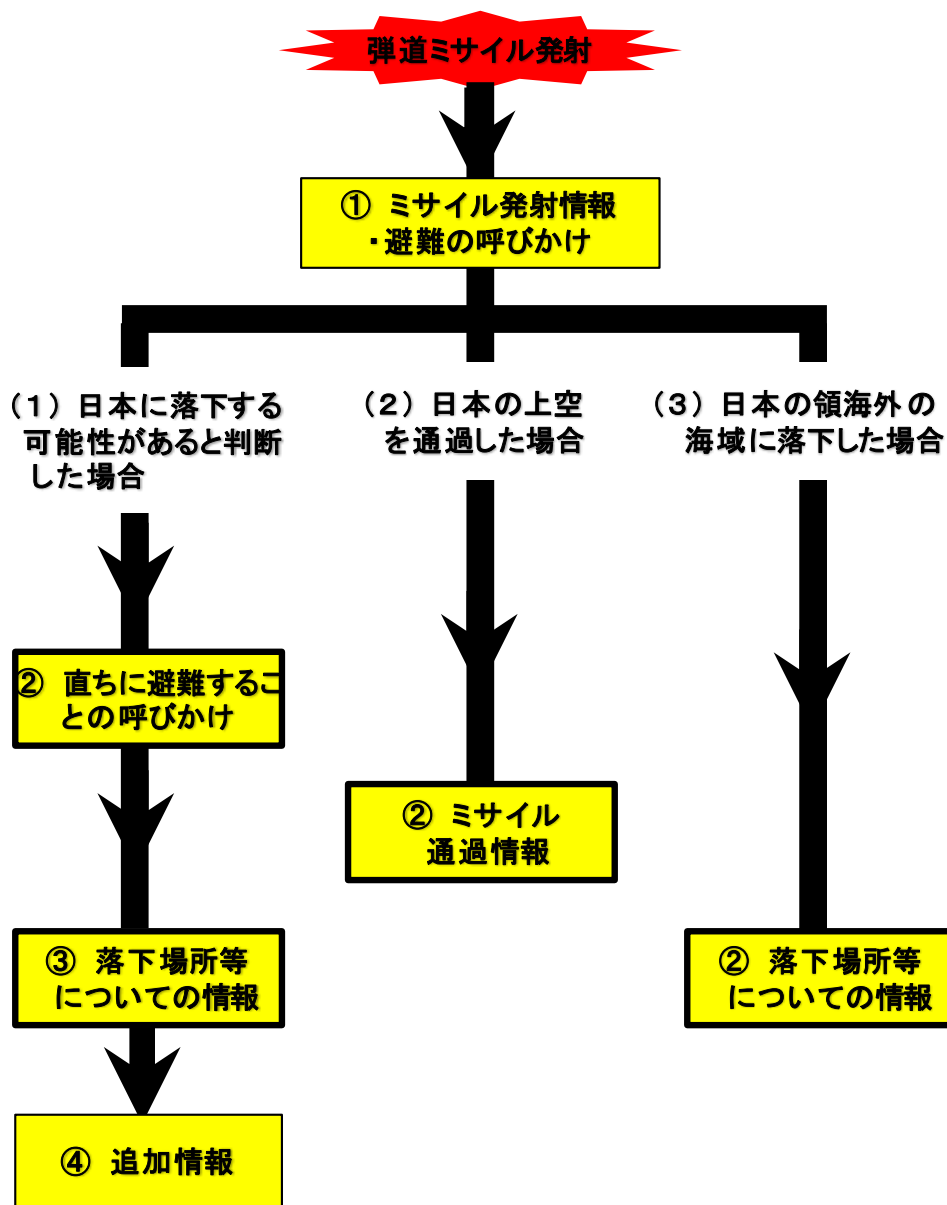 弾道ミサイル発射
① ミサイル発射情報
・避難の呼びかけ
（１）日本に落下する
可能性があると判断
した場合
（２）日本の上空
を通過した場合
（３）日本の領海外の
海域に落下した場合
② 直ちに避難するこ
との呼びかけ
② ミサイル
通過情報
③ 落下場所等
についての情報
② 落下場所等
についての情報
④ 追加情報